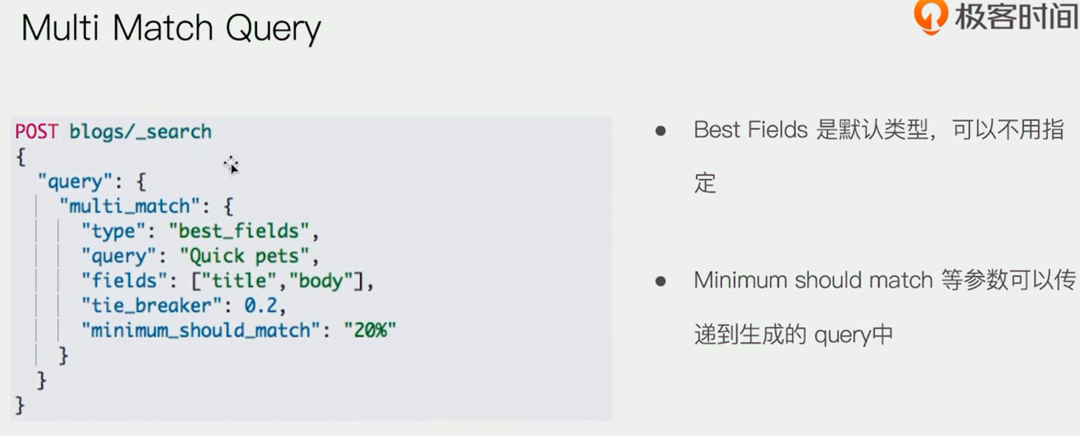 Multi Match Query
极客时间
POST blogs/_search
{
"query": {
"multi_match": {
"type": "best_fields",
"query": "Quick pets",
"fields": ["title","body"],
"tie_breaker": 0.2,
"minimum_should_match": "20%"
}
}
}
● Best Fields 是默认类型，可以不用指
定
● Minimum should match 等参数可以传
递到生成的 query中